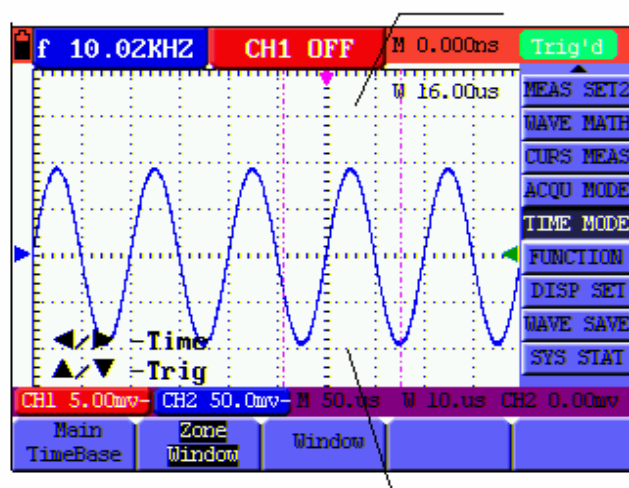 f 10.02KHZ CH1 OFF M 0.000ns Trig'd
W 16.00us
MEAS SET2
WAVE MATH
CURS MEAS
ACQU MODE
TIME MODE
FUNCTION
DISP SET
WAVE SAVE
SYS STAT
◀/▶ -Time
▲/▼ -Trig
CH1 5.00mv- CH2 50.0mv- M 50.us W 10.us CH2 0.00mv
Main
TimeBase
Zone
Window
Window